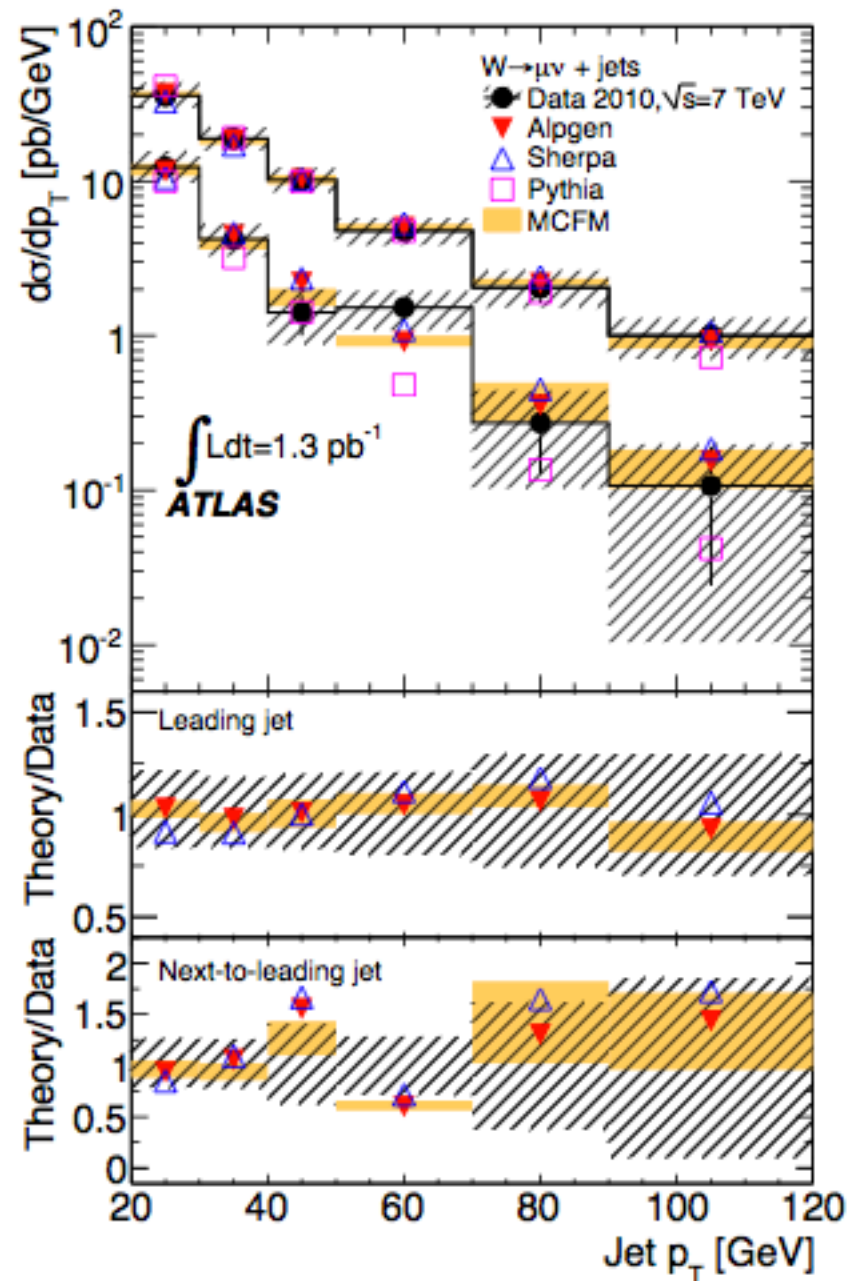 10²
W→μν + jets
Data 2010,√s=7 TeV
Alpgen
Sherpa
Pythia
MCFM
dσ/dp_T [pb/GeV]
10
1
∫Ldt=1.3 pb⁻¹
ATLAS
10⁻¹
10⁻²
Leading jet
Theory/Data
1.5
1
0.5
Next-to-leading jet
Theory/Data
2
1.5
1
0.5
0
20 40 60 80 100 120
Jet p_T [GeV]